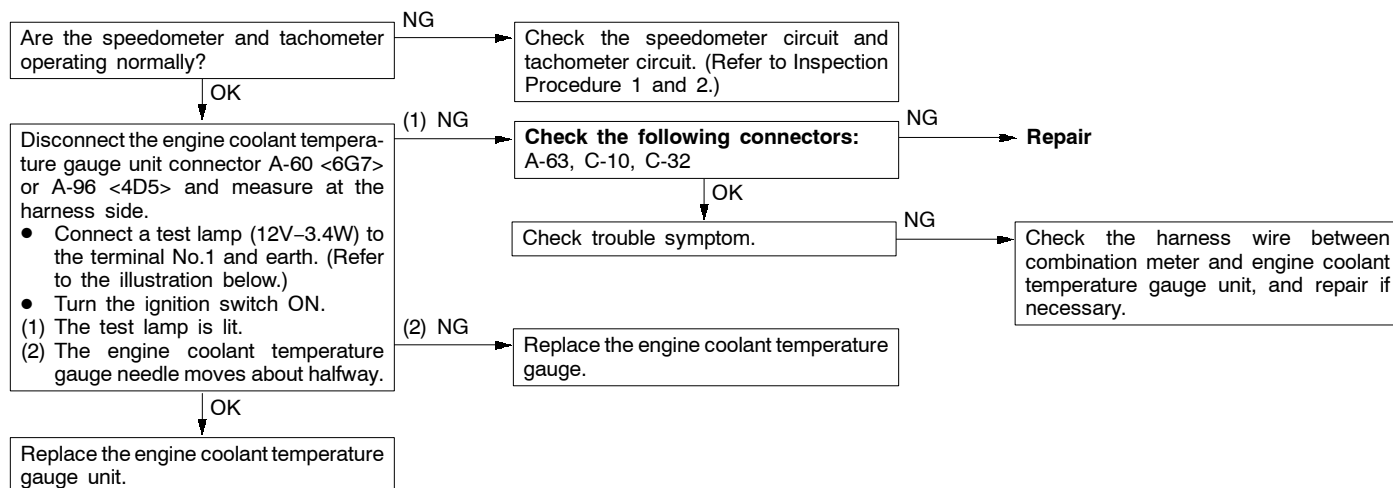 Are the speedometer and tachometer
operating normally?
NG
Check the speedometer circuit and
tachometer circuit. (Refer to Inspection
Procedure 1 and 2.)
OK
Disconnect the engine coolant tempera-
ture gauge unit connector A-60 <6G7>
or A-96 <4D5> and measure at the
harness side.
● Connect a test lamp (12V–3.4W) to
the terminal No.1 and earth. (Refer
to the illustration below.)
● Turn the ignition switch ON.
(1) The test lamp is lit.
(2) The engine coolant temperature
gauge needle moves about halfway.
(1) NG
Check the following connectors:
A-63, C-10, C-32
NG
Repair
OK
Check trouble symptom.
NG
Check the harness wire between
combination meter and engine coolant
temperature gauge unit, and repair if
necessary.
(2) NG
Replace the engine coolant temperature
gauge.
OK
Replace the engine coolant temperature
gauge unit.